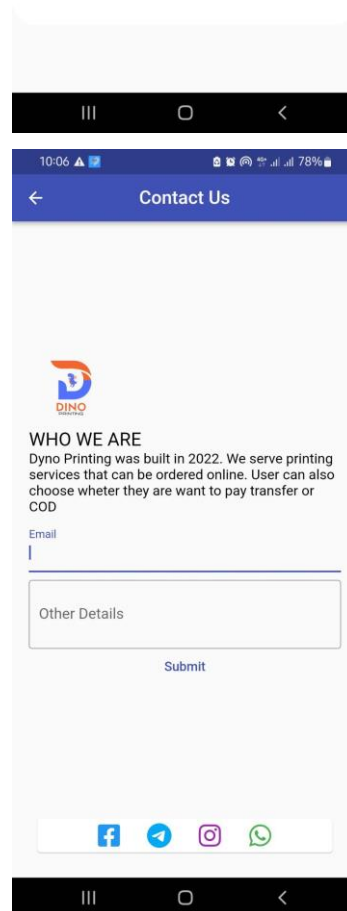 10:06
78%
Contact Us
DINO
WHO WE ARE
Dyno Printing was built in 2022. We serve printing
services that can be ordered online. User can also
choose wheter they are want to pay transfer or
COD
Email
Other Details
Submit